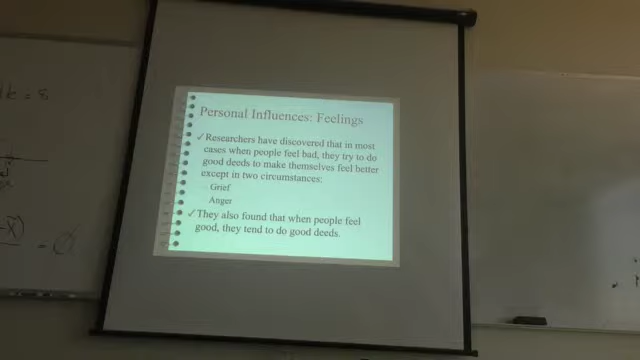 Personal Influences: Feelings
✓Researchers have discovered that in most
cases when people feel bad, they try to do
good deeds to make themselves feel better
except in two circumstances:
Grief
Anger
✓They also found that when people feel
good, they tend to do good deeds.